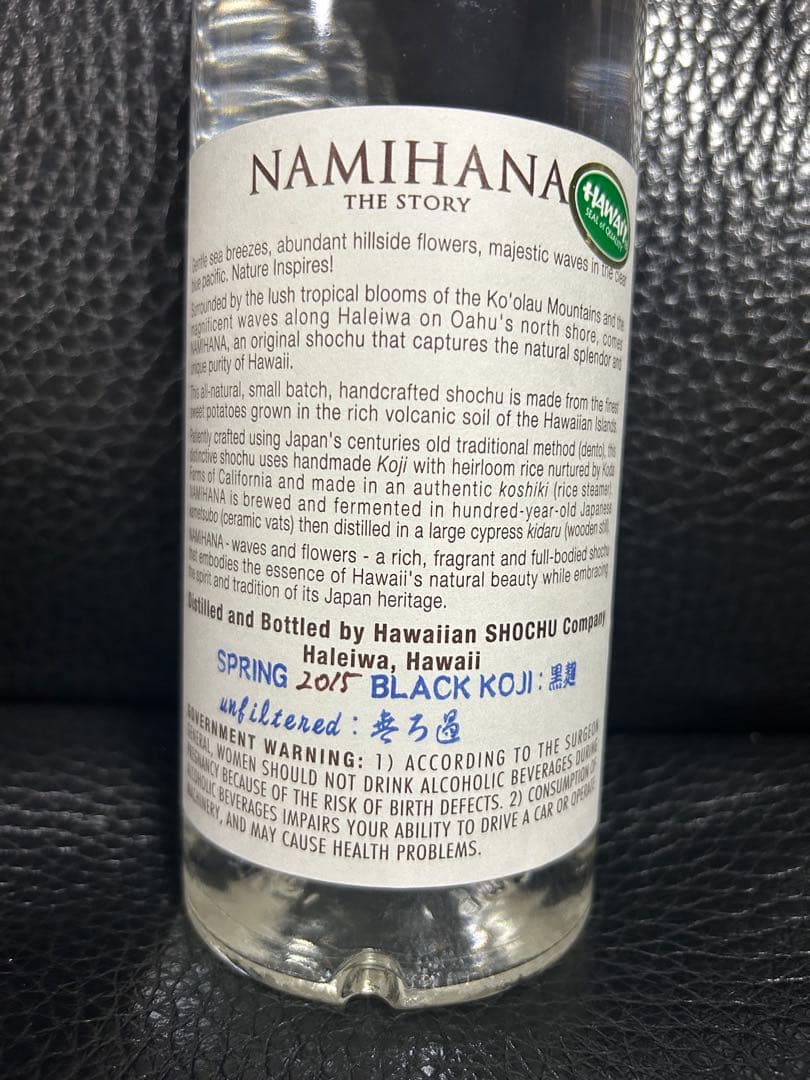 NAMIHANA
THE STORY
HAWAI'I
SEAL of QUALITY
Gentle sea breezes, abundant hillside flowers, majestic waves in the clear
blue pacific. Nature Inspires!
Surrounded by the lush tropical blooms of the Ko'olau Mountains and the
magnificent waves along Haleiwa on Oahu's north shore, comes
NAMIHANA, an original shochu that captures the natural splendor and
unique purity of Hawaii.
This all-natural, small batch, handcrafted shochu is made from the finest
sweet potatoes grown in the rich volcanic soil of the Hawaiian Islands.
Patiently crafted using Japan's centuries old traditional method (dento), this
distinctive shochu uses handmade Koji with heirloom rice nurtured by Koda
Farms of California and made in an authentic koshiki (rice steamer).
NAMIHANA is brewed and fermented in hundred-year-old Japanese
kametsubo (ceramic vats) then distilled in a large cypress kidaru (wooden still).
NAMIHANA - waves and flowers - a rich, fragrant and full-bodied shochu
that embodies the essence of Hawaii's natural beauty while embracing
the spirit and tradition of its Japan heritage.
Distilled and Bottled by Hawaiian SHOCHU Company
Haleiwa, Hawaii
SPRING 2015 BLACK KOJI : 黒麹
unfiltered : 無ろ過
GOVERNMENT WARNING: 1) ACCORDING TO THE SURGEON
GENERAL, WOMEN SHOULD NOT DRINK ALCOHOLIC BEVERAGES DURING
PREGNANCY BECAUSE OF THE RISK OF BIRTH DEFECTS. 2) CONSUMPTION OF
ALCOHOLIC BEVERAGES IMPAIRS YOUR ABILITY TO DRIVE A CAR OR OPERATE
MACHINERY, AND MAY CAUSE HEALTH PROBLEMS.